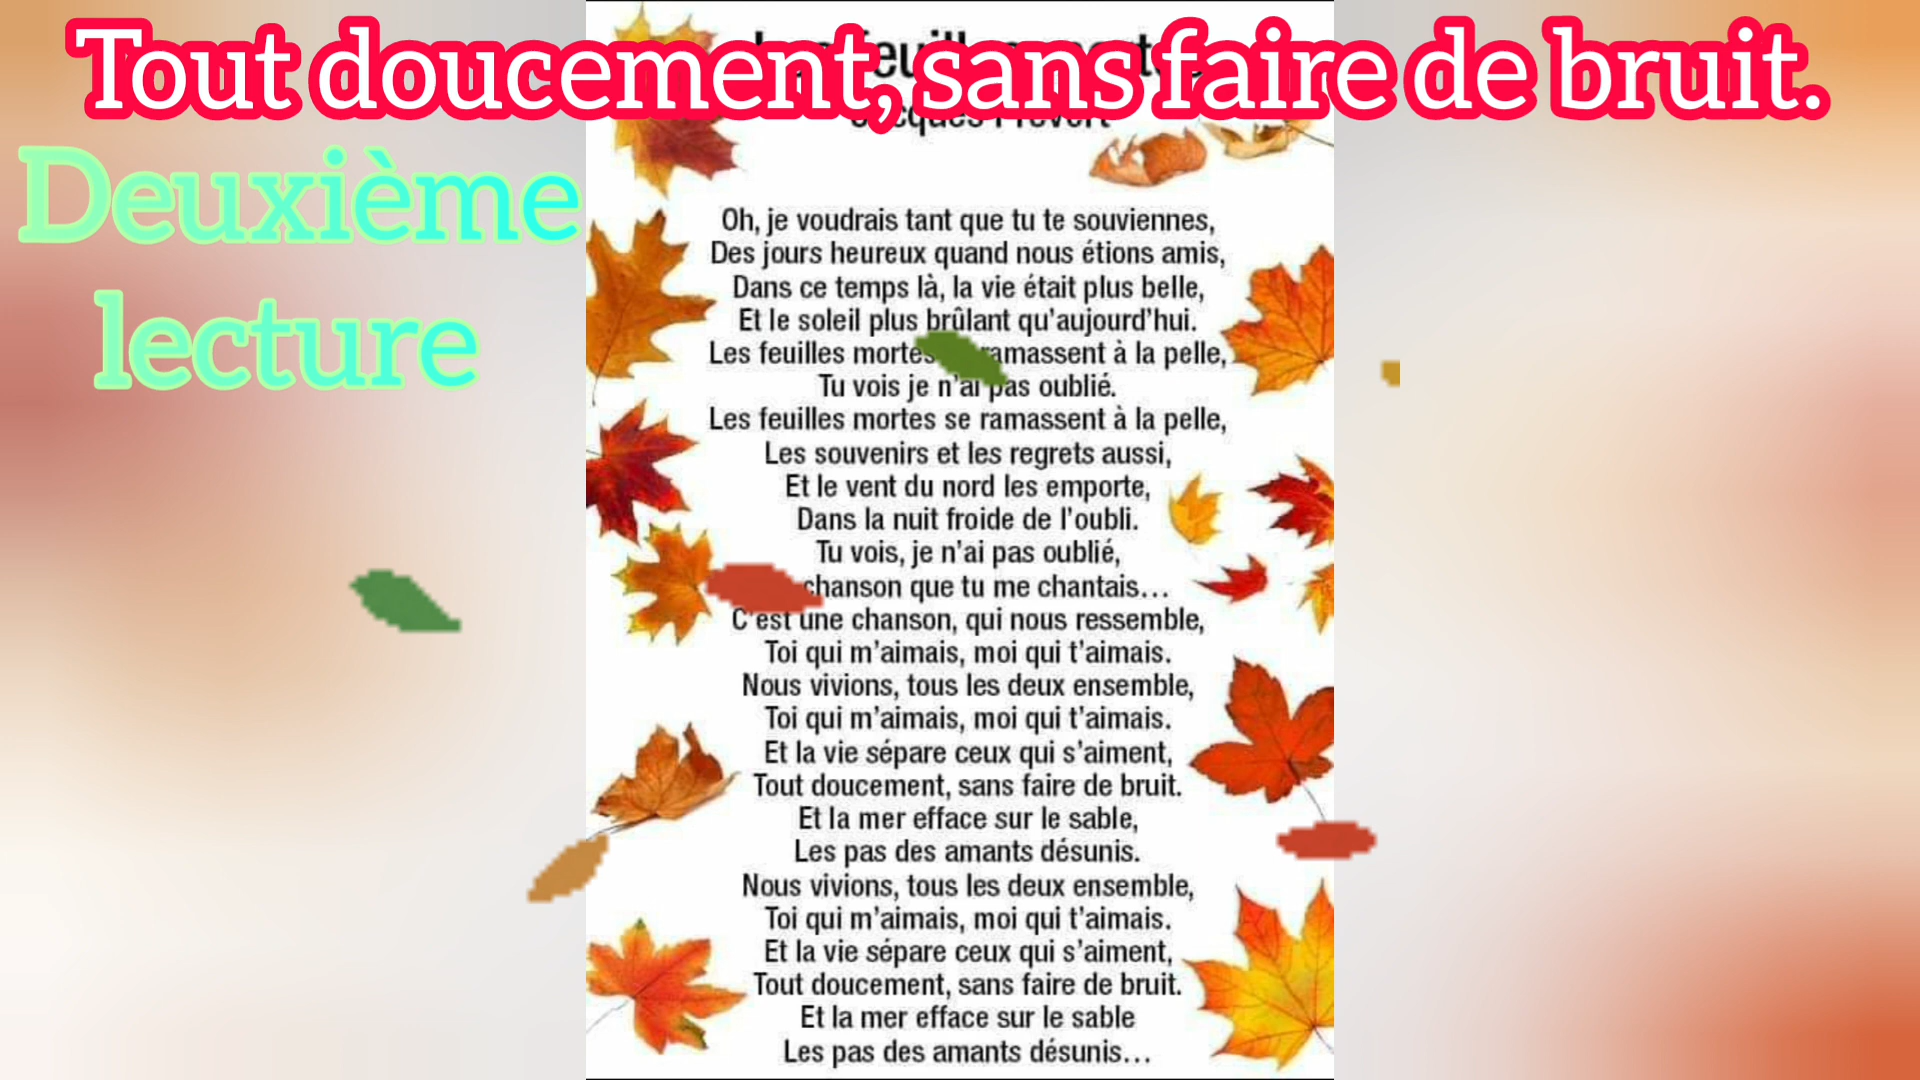 Tout doucement, sans faire de bruit.
Deuxième
lecture
Oh, je voudrais tant que tu te souviennes,
Des jours heureux quand nous étions amis,
Dans ce temps là, la vie était plus belle,
Et le soleil plus brûlant qu'aujourd'hui.
Les feuilles mortes ramassent à la pelle,
Tu vois je n'ai pas oublié.
Les feuilles mortes se ramassent à la pelle,
Les souvenirs et les regrets aussi,
Et le vent du nord les emporte,
Dans la nuit froide de l'oubli.
Tu vois, je n'ai pas oublié,
chanson que tu me chantais...
C'est une chanson, qui nous ressemble,
Toi qui m'aimais, moi qui t'aimais.
Nous vivions, tous les deux ensemble,
Toi qui m'aimais, moi qui t'aimais.
Et la vie sépare ceux qui s'aiment,
Tout doucement, sans faire de bruit.
Et la mer efface sur le sable,
Les pas des amants désunis.
Nous vivions, tous les deux ensemble,
Toi qui m'aimais, moi qui t'aimais.
Et la vie sépare ceux qui s'aiment,
Tout doucement, sans faire de bruit.
Et la mer efface sur le sable
Les pas des amants désunis...